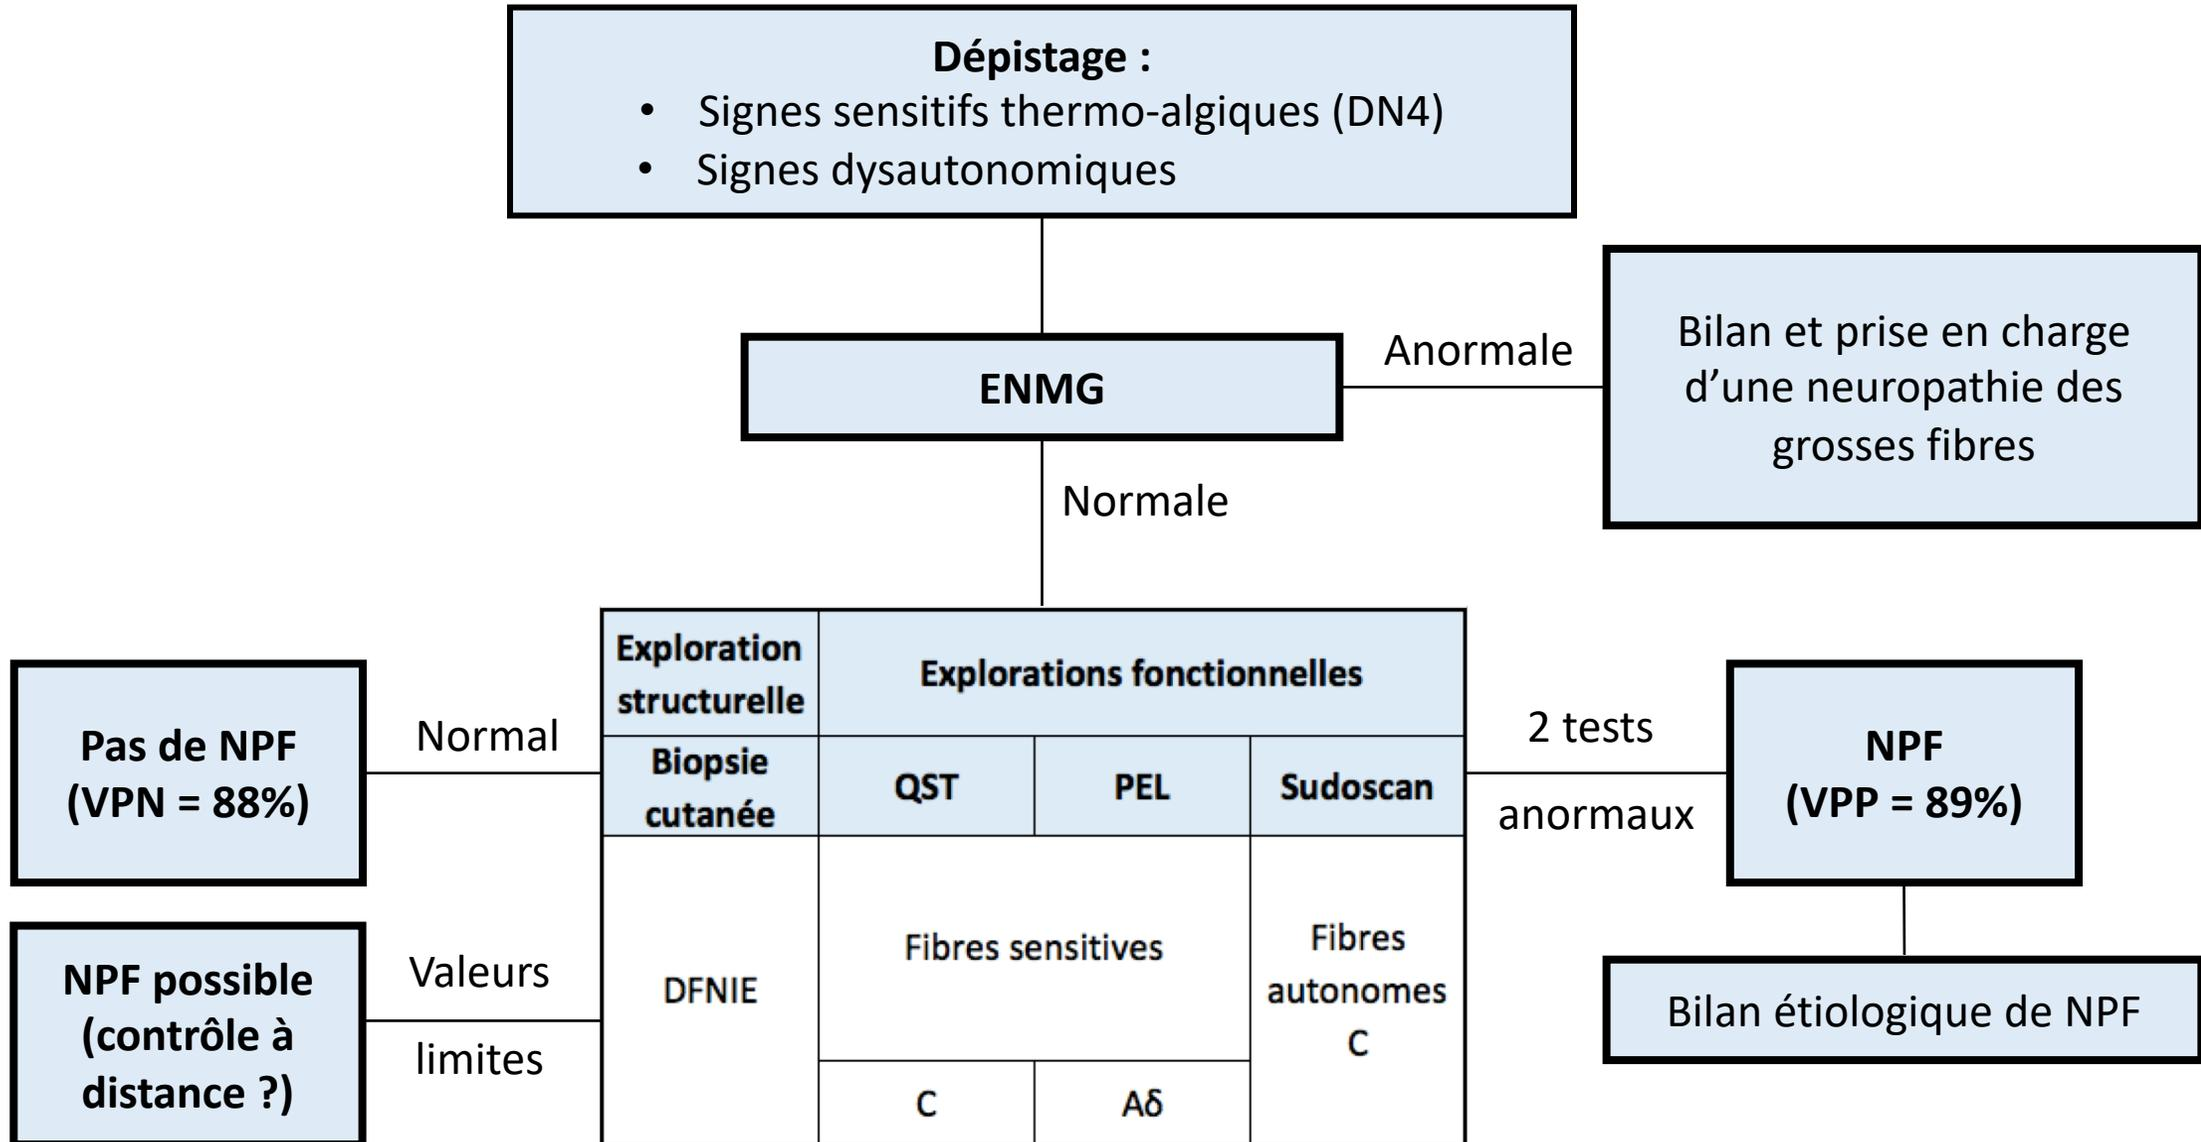 Dépistage :
• Signes sensitifs thermo-algiques (DN4)
• Signes dysautonomiques
ENMG
Anormale
Bilan et prise en charge
d’une neuropathie des
grosses fibres
Normale
Exploration
structurelle
Explorations fonctionnelles
Biopsie
cutanée
QST
PEL
Sudoscan
DFNIE
Fibres sensitives
Fibres
autonomes
C
C
Aδ
Normal
Pas de NPF
(VPN = 88%)
Valeurs
limites
NPF possible
(contrôle à
distance ?)
2 tests
anormaux
NPF
(VPP = 89%)
Bilan étiologique de NPF